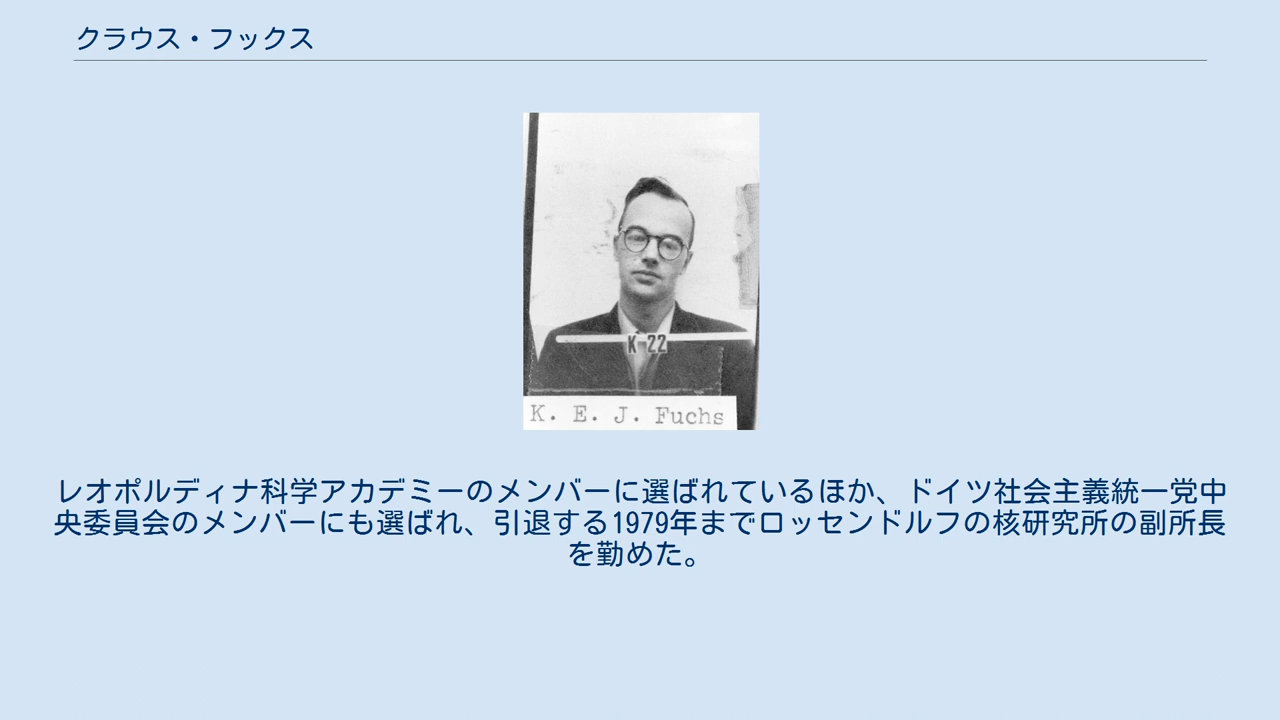 クラウス・フックス
K-22
K. E. J. Fuchs
レオポルディナ科学アカデミーのメンバーに選ばれているほか、ドイツ社会主義統一党中
央委員会のメンバーにも選ばれ、引退する1979年までロッセンドルフの核研究所の副所長
を勤めた。